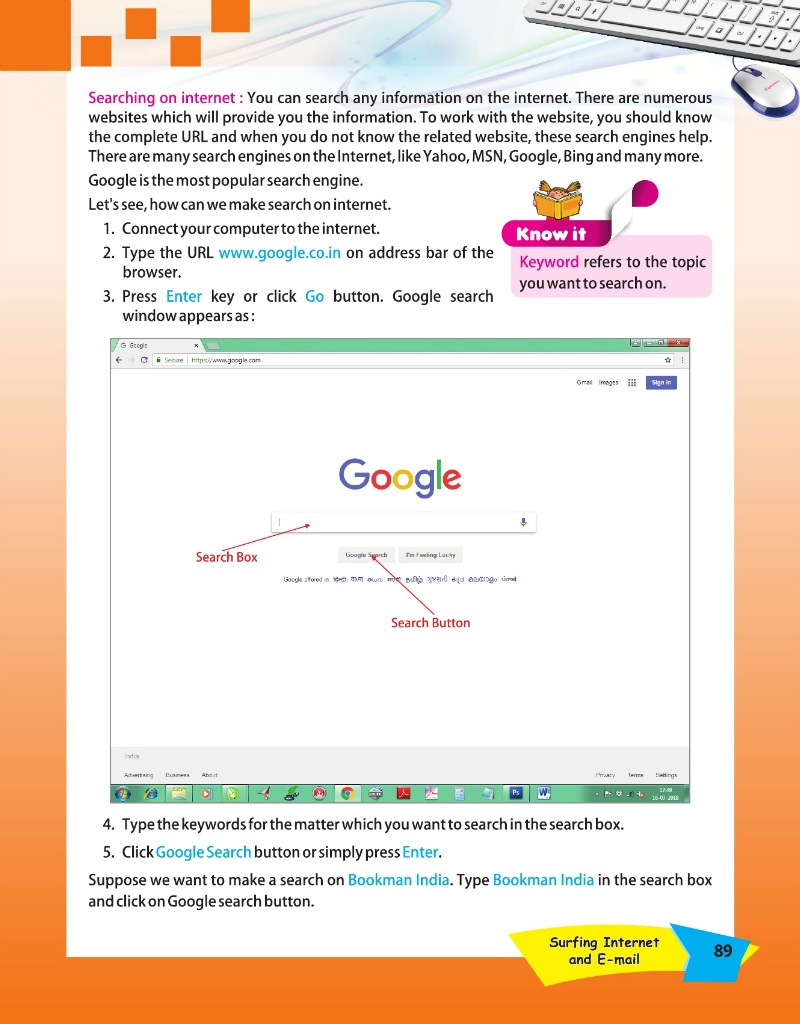 Searching on internet : You can search any information on the internet. There are numerous
websites which will provide you the information. To work with the website, you should know
the complete URL and when you do not know the related website, these search engines help.
There are many search engines on the Internet, like Yahoo, MSN, Google, Bing and many more.
Google is the most popular search engine.
Let's see, how can we make search on internet.
1. Connect your computer to the internet.
2. Type the URL www.google.co.in on address bar of the
browser.
3. Press Enter key or click Go button. Google search
window appears as :
Know it
Keyword refers to the topic
you want to search on.
Google
Secure https://www.google.com
Gmail Images Sign in
Google
Search Box
Google Search I'm Feeling Lucky
Google offered in: हिन्दी বাংলা తెలుగు मराठी தமிழ் ગુજરાતી ಕನ್ನಡ മലയാളം ਪੰਜਾਬੀ
Search Button
India
Advertising Business About Privacy Terms Settings
Ps W 17:49
16-07-2018
4. Type the keywords for the matter which you want to search in the search box.
5. Click Google Search button or simply press Enter.
Suppose we want to make a search on Bookman India. Type Bookman India in the search box
and click on Google search button.
Surfing Internet
and E-mail
89